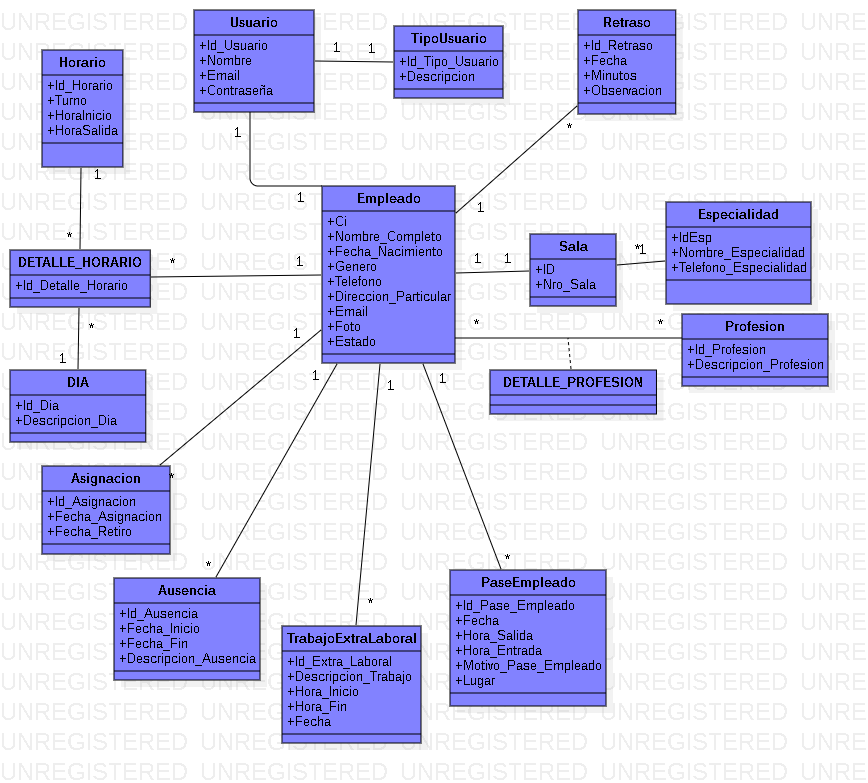 Usuario
+Id_Usuario
+Nombre
+Email
+Contraseña
TipoUsuario
+Id_Tipo_Usuario
+Descripcion
Retraso
+Id_Retraso
+Fecha
+Minutos
+Observacion
Horario
+Id_Horario
+Turno
+HoraInicio
+HoraSalida
1
1
1
1
*
1
1
1
Empleado
+Ci
+Nombre_Completo
+Fecha_Nacimiento
+Genero
+Telefono
+Direccion_Particular
+Email
+Foto
+Estado
Especialidad
+IdEsp
+Nombre_Especialidad
+Telefono_Especialidad
Sala
+ID
+Nro_Sala
*
DETALLE_HORARIO
+Id_Detalle_Horario
*
1
1
1
*
1
*
*
Profesion
+Id_Profesion
+Descripcion_Profesion
*
1
1
DIA
+Id_Dia
+Descripcion_Dia
DETALLE_PROFESION
1
1
1
Asignacion
+Id_Asignacion
+Fecha_Asignacion
+Fecha_Retiro
*
*
*
*
Ausencia
+Id_Ausencia
+Fecha_Inicio
+Fecha_Fin
+Descripcion_Ausencia
PaseEmpleado
+Id_Pase_Empleado
+Fecha
+Hora_Salida
+Hora_Entrada
+Motivo_Pase_Empleado
+Lugar
TrabajoExtraLaboral
+Id_Extra_Laboral
+Descripcion_Trabajo
+Hora_Inicio
+Hora_Fin
+Fecha
UNREGISTERED